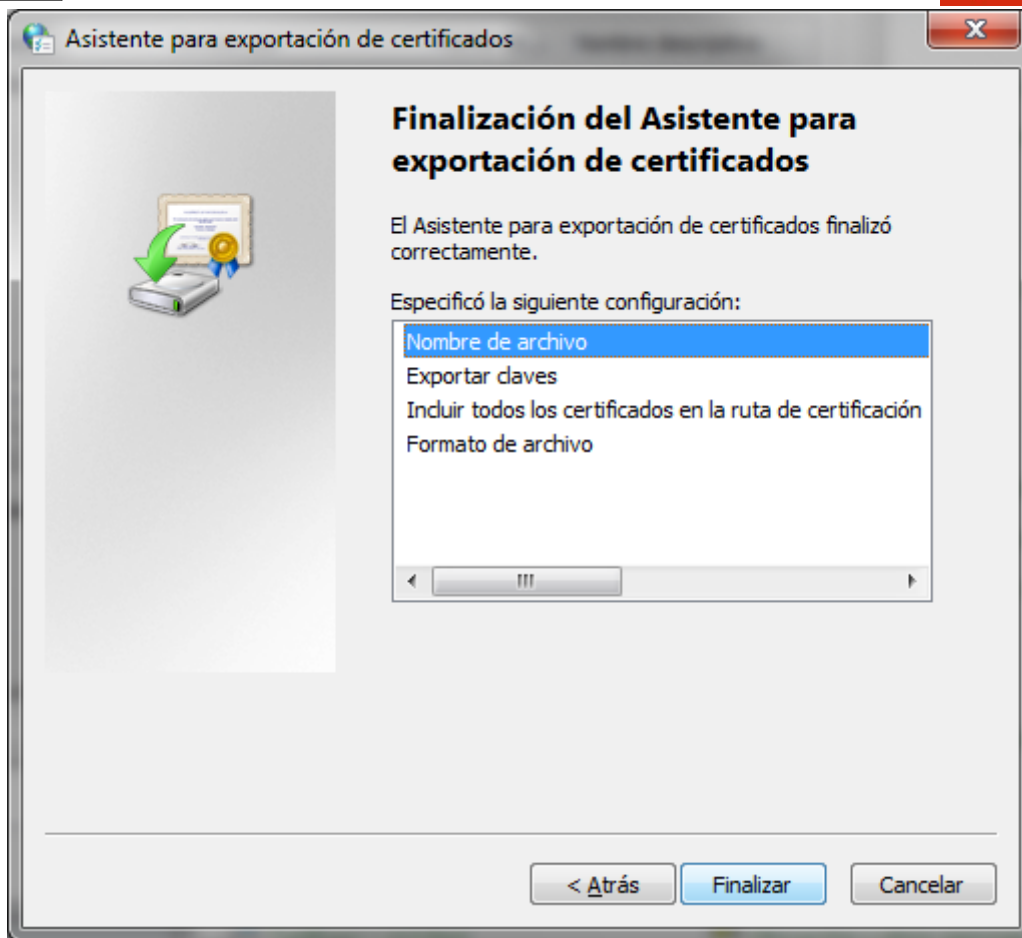 Asistente para exportación de certificados
Finalización del Asistente para
exportación de certificados
El Asistente para exportación de certificados finalizó
correctamente.
Especificó la siguiente configuración:
Nombre de archivo
Exportar claves
Incluir todos los certificados en la ruta de certificación
Formato de archivo
< Atrás
Finalizar
Cancelar